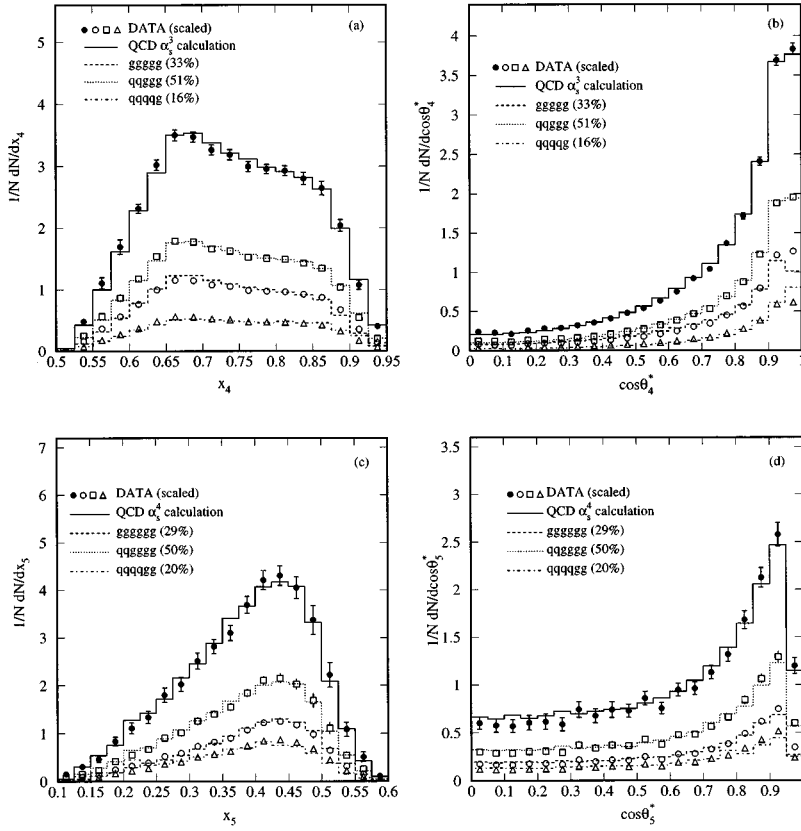 (a)
DATA (scaled)
QCD α_s^3 calculation
ggggg (33%)
qqggg (51%)
qqqqg (16%)
1/N dN/dx_4
5
4
3
2
1
0
0.5 0.55 0.6 0.65 0.7 0.75 0.8 0.85 0.9 0.95
x_4
(b)
DATA (scaled)
QCD α_s^3 calculation
ggggg (33%)
qqggg (51%)
qqqqg (16%)
1/N dN/dcosθ_4^*
4
3.5
3
2.5
2
1.5
1
0.5
0
0 0.1 0.2 0.3 0.4 0.5 0.6 0.7 0.8 0.9 1
cosθ_4^*
(c)
DATA (scaled)
QCD α_s^4 calculation
gggggg (29%)
qqgggg (50%)
qqqqgg (20%)
1/N dN/dx_5
7
6
5
4
3
2
1
0
0.1 0.15 0.2 0.25 0.3 0.35 0.4 0.45 0.5 0.55 0.6
x_5
(d)
DATA (scaled)
QCD α_s^4 calculation
gggggg (29%)
qqgggg (50%)
qqqqgg (20%)
1/N dN/dcosθ_5^*
3.5
3
2.5
2
1.5
1
0.5
0
0 0.1 0.2 0.3 0.4 0.5 0.6 0.7 0.8 0.9 1
cosθ_5^*